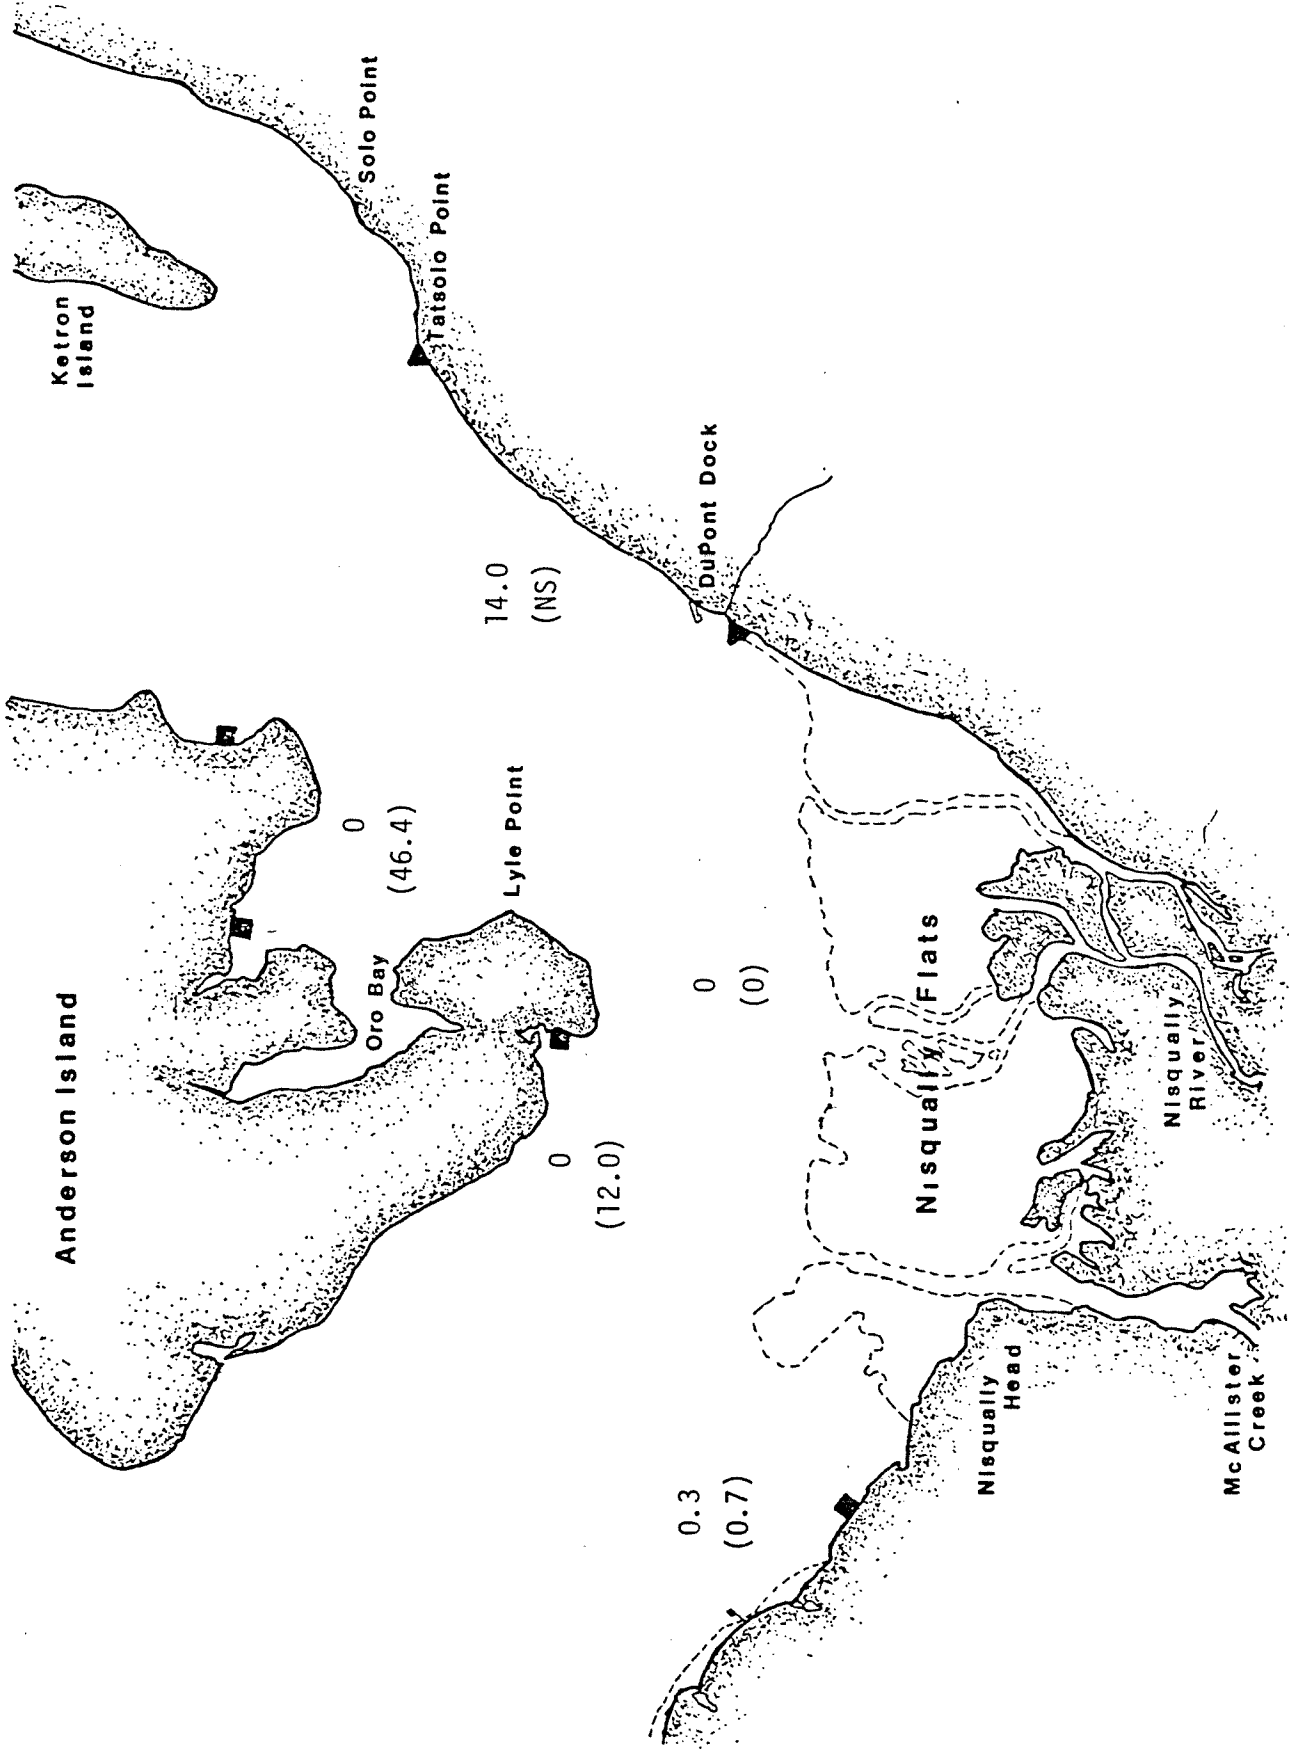 Ketron
Island
Solo Point
Tatsolo Point
Anderson Island
0
(46.4)
14.0
(NS)
Oro Bay
Lyle Point
DuPont Dock
0
(12.0)
0
(0)
0.3
(0.7)
Nisqually Flats
Nisqually
Head
Nisqually
River
McAllister
Creek